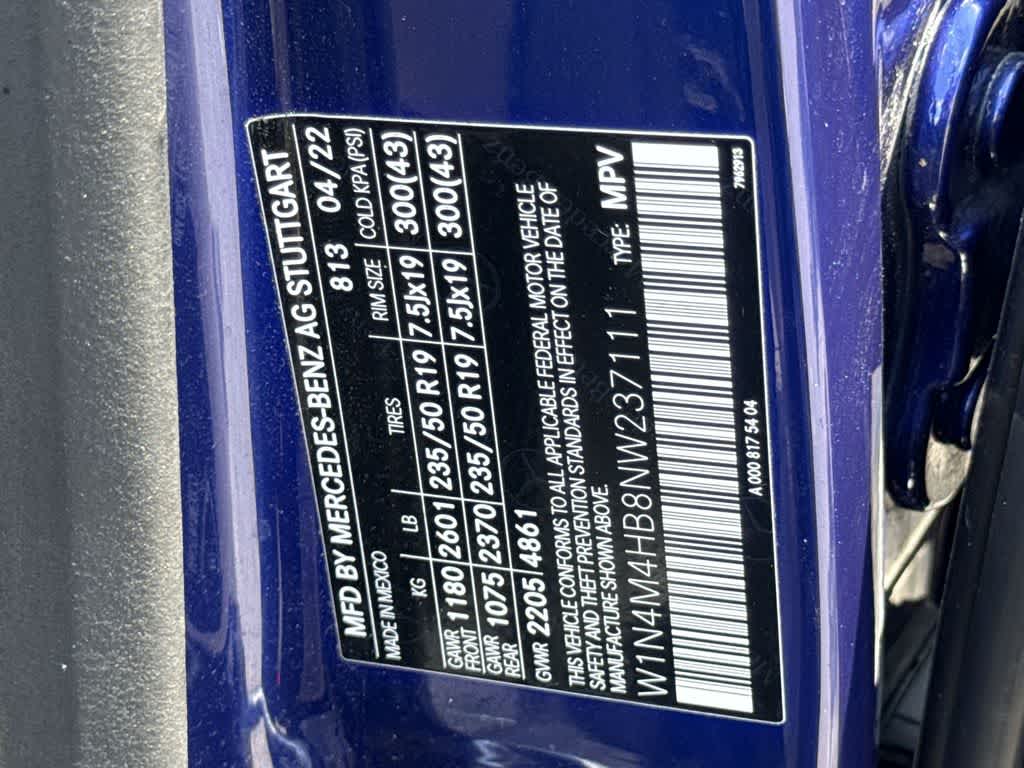 MFD BY MERCEDES-BENZ AG STUTTGART
MADE IN MEXICO 813 04/22
KG LB TIRES RIM SIZE COLD KPA(PSI)
GAWR FRONT 1180 2601 235/50 R19 7.5Jx19 300(43)
GAWR REAR 1075 2370 235/50 R19 7.5Jx19 300(43)
GVWR 2205 4861
THIS VEHICLE CONFORMS TO ALL APPLICABLE FEDERAL MOTOR VEHICLE
SAFETY AND THEFT PREVENTION STANDARDS IN EFFECT ON THE DATE OF
MANUFACTURE SHOWN ABOVE.
W1N4M4HB8NW237111 TYPE: MPV
A 000 817 54 04 7962913